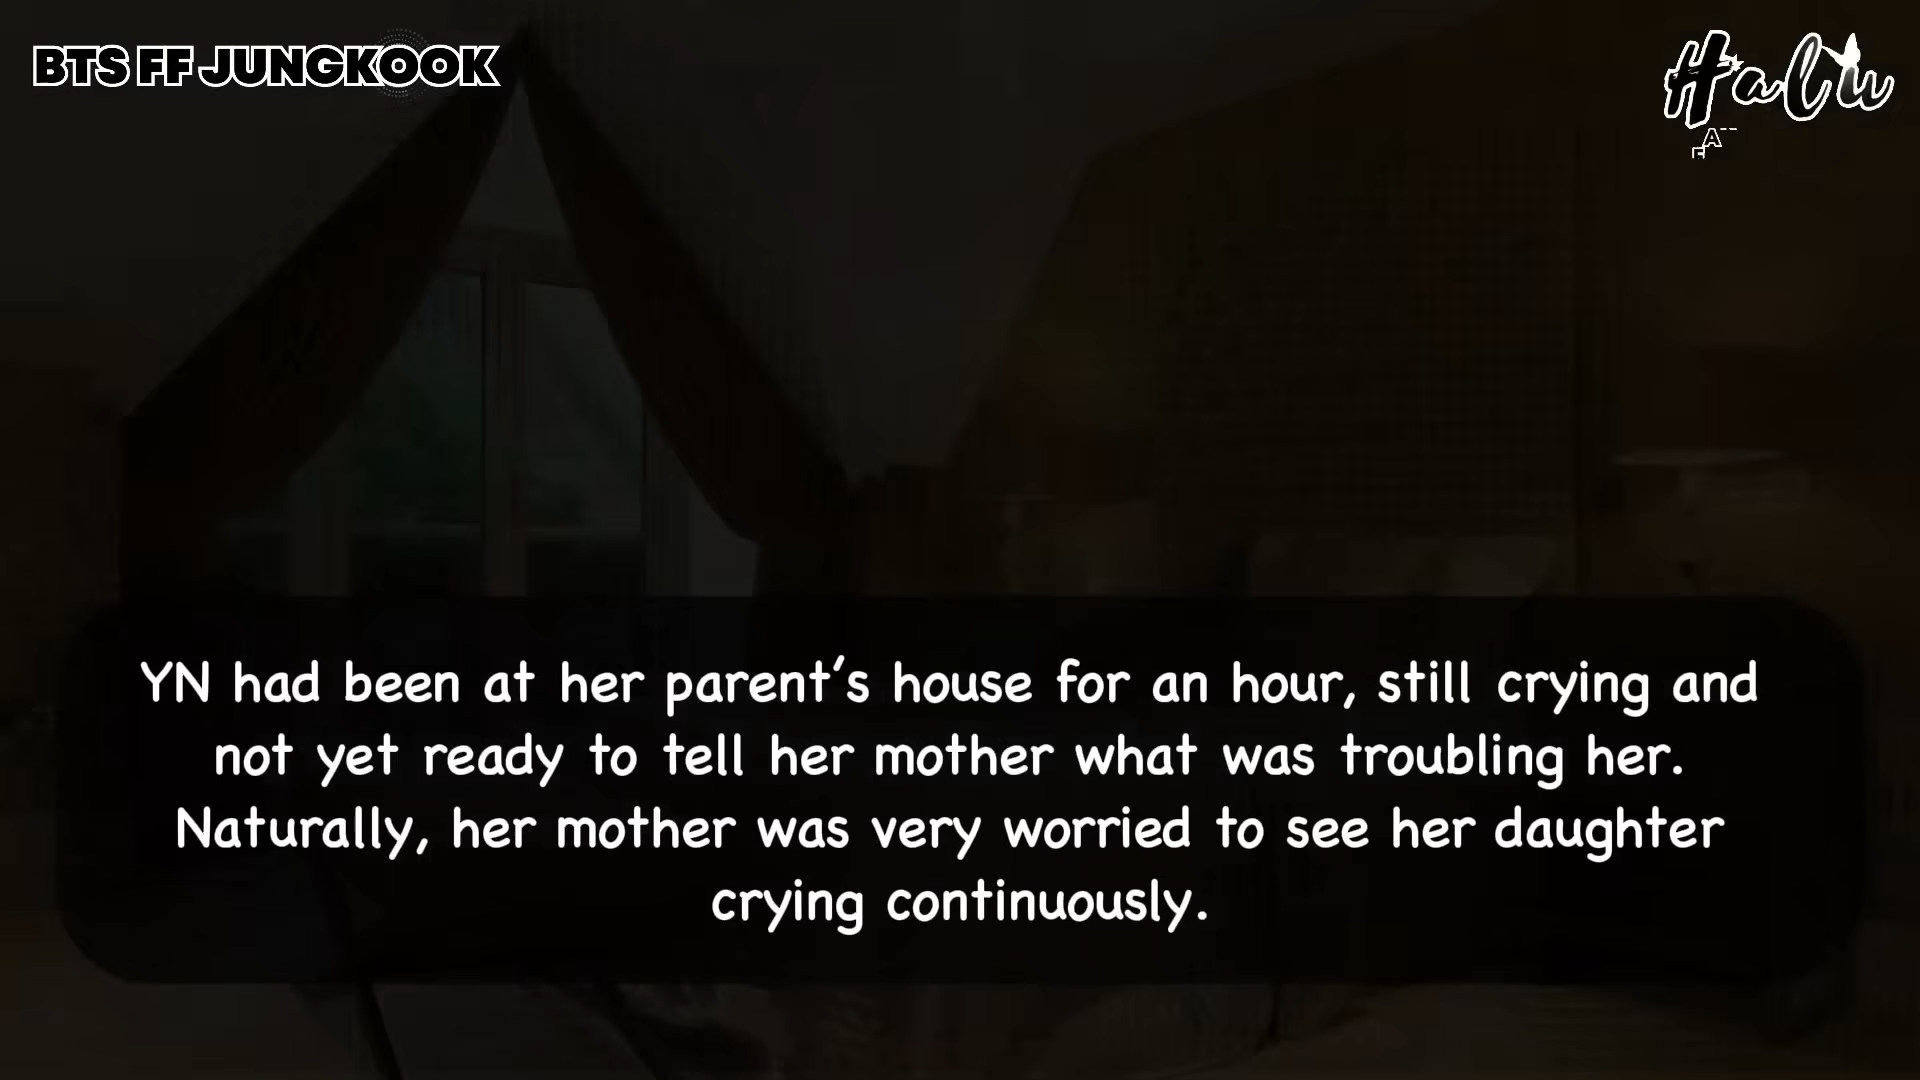 BTS FF JUNGKOOK
HaLu
YN had been at her parent's house for an hour, still crying and
not yet ready to tell her mother what was troubling her.
Naturally, her mother was very worried to see her daughter
crying continuously.